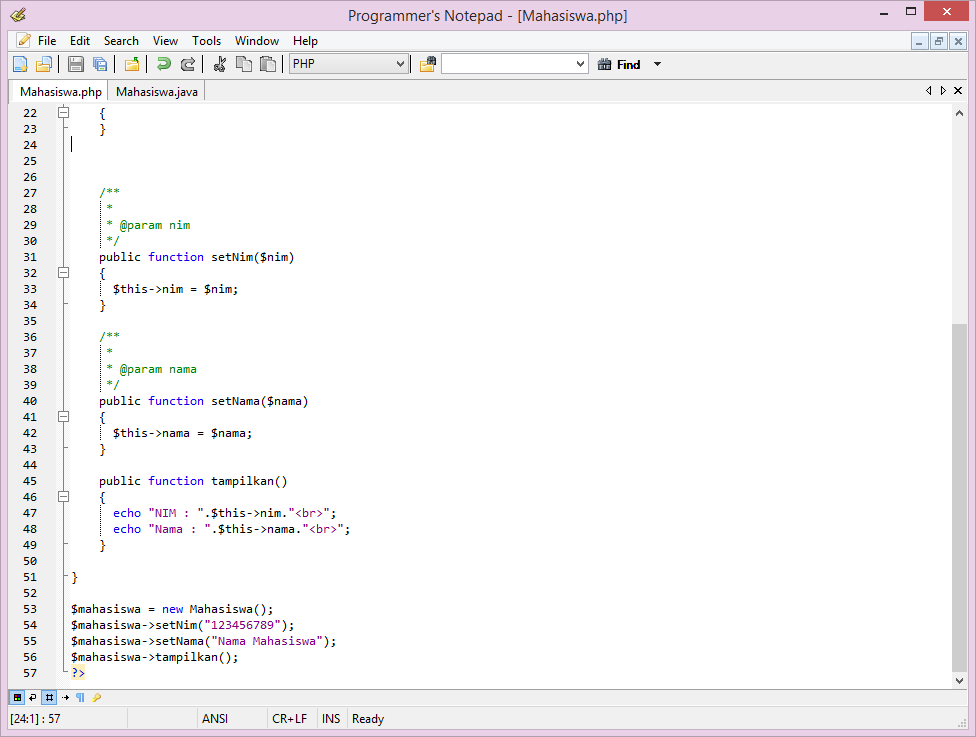 Programmer's Notepad - [Mahasiswa.php]
File Edit Search View Tools Window Help
PHP Find
Mahasiswa.php Mahasiswa.java
22 {
23 }
24
25
26
27 /**
28 *
29 * @param nim
30 */
31 public function setNim($nim)
32 {
33 $this->nim = $nim;
34 }
35
36 /**
37 *
38 * @param nama
39 */
40 public function setNama($nama)
41 {
42 $this->nama = $nama;
43 }
44
45 public function tampilkan()
46 {
47 echo "NIM : ".$this->nim."<br>";
48 echo "Nama : ".$this->nama."<br>";
49 }
50
51 }
52
53 $mahasiswa = new Mahasiswa();
54 $mahasiswa->setNim("123456789");
55 $mahasiswa->setNama("Nama Mahasiswa");
56 $mahasiswa->tampilkan();
57 ?>
[24:1] : 57 ANSI CR+LF INS Ready